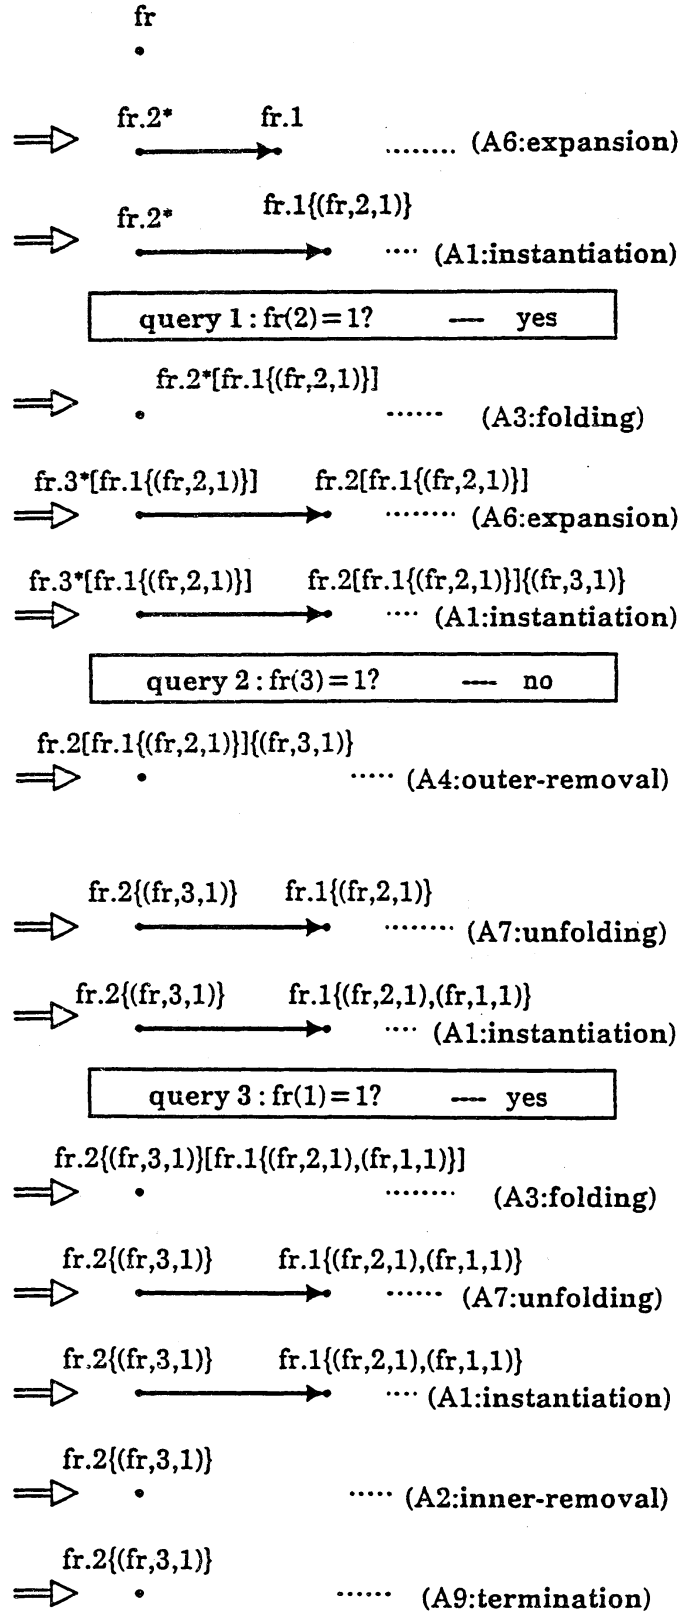 fr
fr.2* fr.1
........ (A6:expansion)
fr.2* fr.1{(fr,2,1)}
.... (A1:instantiation)
query 1 : fr(2) = 1? — yes
fr.2*[fr.1{(fr,2,1)}]
...... (A3:folding)
fr.3*[fr.1{(fr,2,1)}] fr.2[fr.1{(fr,2,1)}]
........ (A6:expansion)
fr.3*[fr.1{(fr,2,1)}] fr.2[fr.1{(fr,2,1)}]{(fr,3,1)}
.... (A1:instantiation)
query 2 : fr(3) = 1? — no
fr.2[fr.1{(fr,2,1)}]{(fr,3,1)}
..... (A4:outer-removal)
fr.2{(fr,3,1)} fr.1{(fr,2,1)}
........ (A7:unfolding)
fr.2{(fr,3,1)} fr.1{(fr,2,1),(fr,1,1)}
.... (A1:instantiation)
query 3 : fr(1) = 1? — yes
fr.2{(fr,3,1)}[fr.1{(fr,2,1),(fr,1,1)}]
........ (A3:folding)
fr.2{(fr,3,1)} fr.1{(fr,2,1),(fr,1,1)}
...... (A7:unfolding)
fr.2{(fr,3,1)} fr.1{(fr,2,1),(fr,1,1)}
.... (A1:instantiation)
fr.2{(fr,3,1)}
..... (A2:inner-removal)
fr.2{(fr,3,1)}
...... (A9:termination)